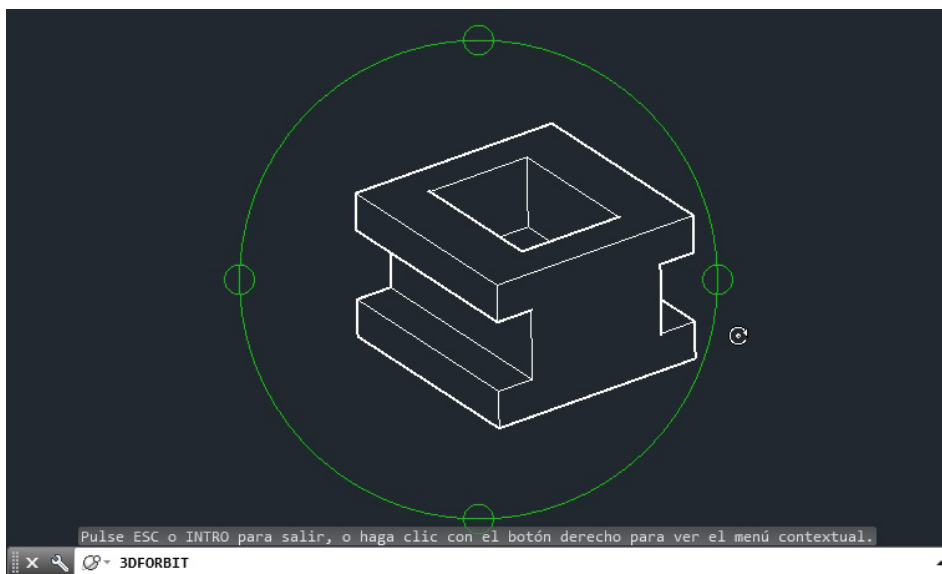 Pulse ESC o INTRO para salir, o haga clic con el botón derecho para ver el menú contextual.
3DFORBIT